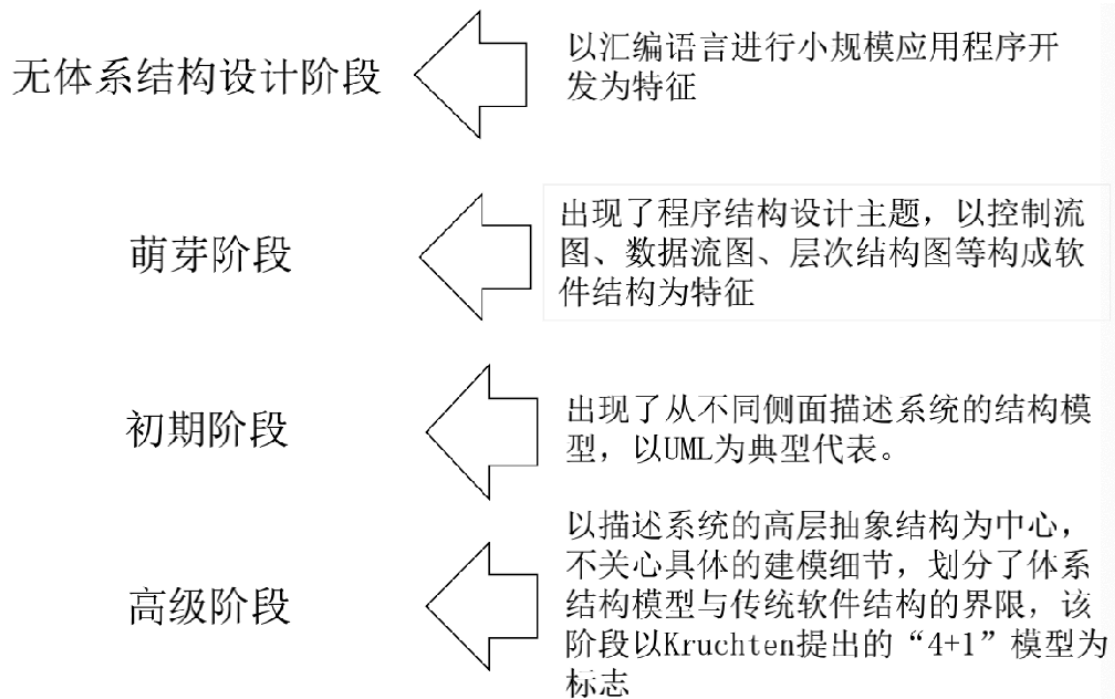 无体系结构设计阶段
以汇编语言进行小规模应用程序开
发为特征
萌芽阶段
出现了程序结构设计主题，以控制流
图、数据流图、层次结构图等构成软
件结构为特征
初期阶段
出现了从不同侧面描述系统的结构模
型，以UML为典型代表。
高级阶段
以描述系统的高层抽象结构为中心，
不关心具体的建模细节，划分了体系
结构模型与传统软件结构的界限，该
阶段以Kruchten提出的“4+1”模型为
标志